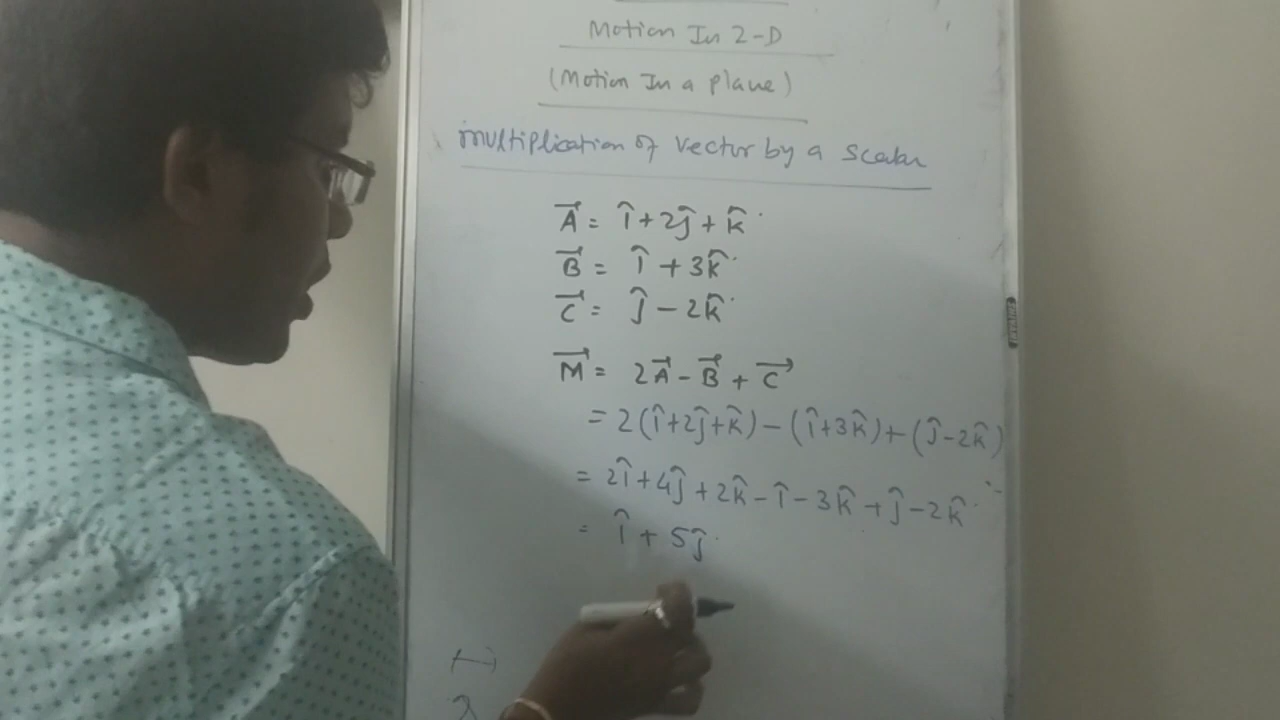 Motion In 2-D
(Motion In a plane)
multiplication of vector by a scalar
A⃗ = î + 2ĵ + k̂
B⃗ = î + 3k̂
C⃗ = ĵ - 2k̂
M⃗ = 2A⃗ - B⃗ + C⃗
= 2(î+2ĵ+k̂) - (î+3k̂) + (ĵ-2k̂)
= 2î+4ĵ+2k̂-î-3k̂+ĵ-2k̂
= î + 5ĵ